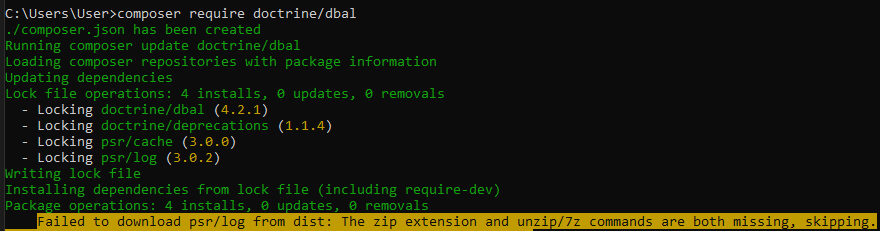 C:\Users\User>composer require doctrine/dbal
./composer.json has been created
Running composer update doctrine/dbal
Loading composer repositories with package information
Updating dependencies
Lock file operations: 4 installs, 0 updates, 0 removals
  - Locking doctrine/dbal (4.2.1)
  - Locking doctrine/deprecations (1.1.4)
  - Locking psr/cache (3.0.0)
  - Locking psr/log (3.0.2)
Writing lock file
Installing dependencies from lock file (including require-dev)
Package operations: 4 installs, 0 updates, 0 removals
    Failed to download psr/log from dist: The zip extension and unzip/7z commands are both missing, skipping.